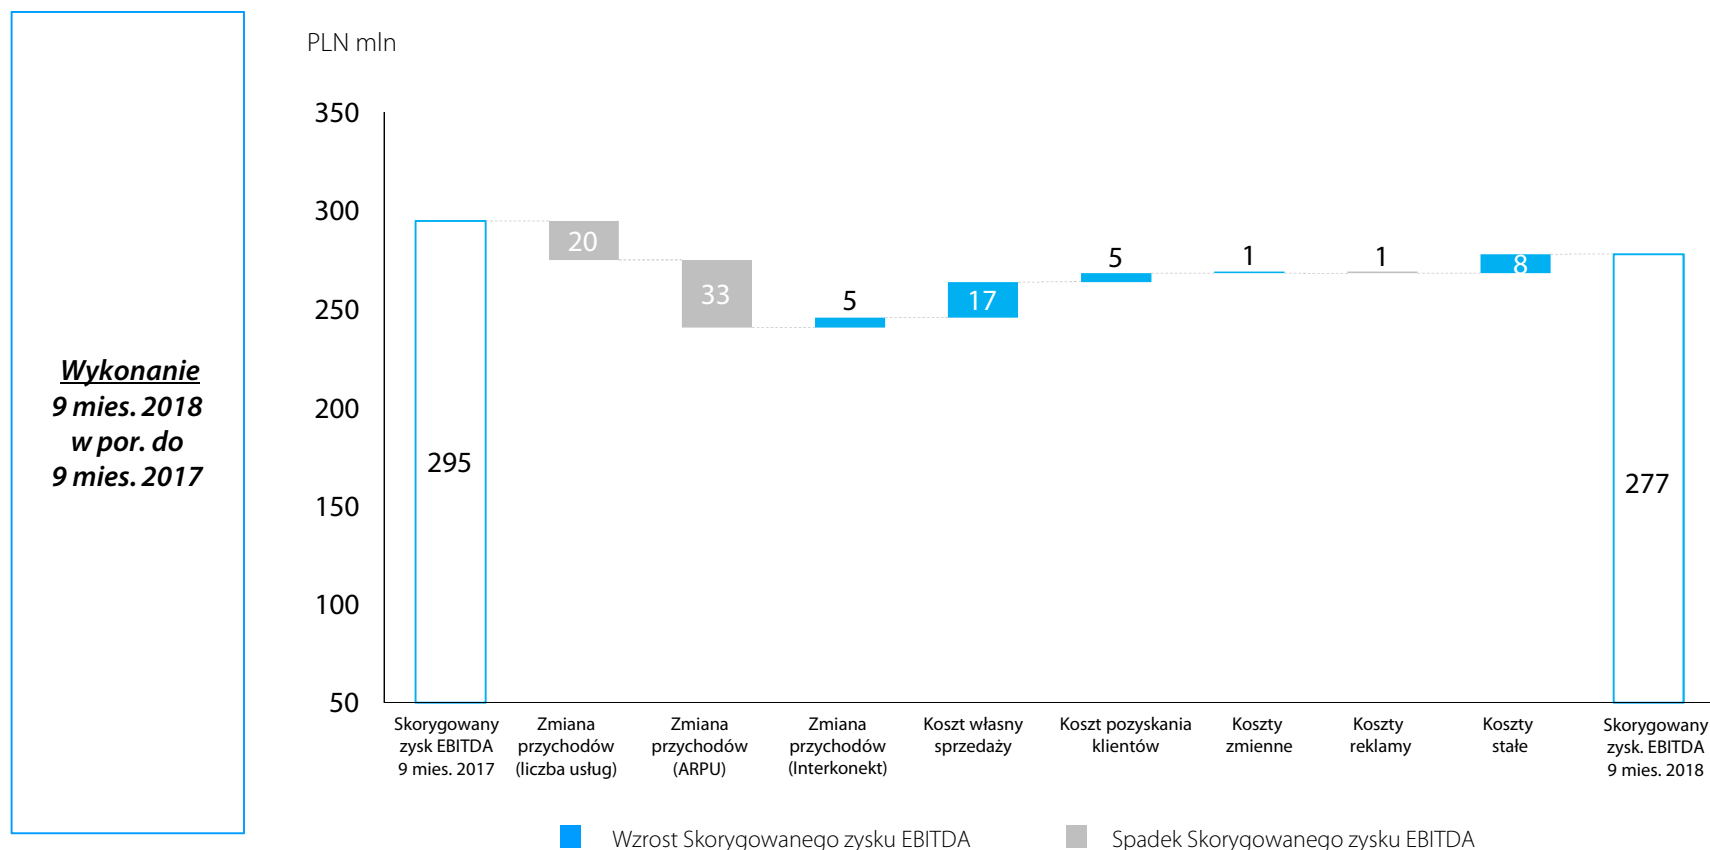 Wykonanie
9 mies. 2018
w por. do
9 mies. 2017
PLN mln
350
300
250
200
150
100
50
295
20
33
5
17
5
1
1
8
277
Skorygowany
zysk EBITDA
9 mies. 2017
Zmiana
przychodów
(liczba usług)
Zmiana
przychodów
(ARPU)
Zmiana
przychodów
(Interkonekt)
Koszt własny
sprzedaży
Koszt pozyskania
klientów
Koszty
zmienne
Koszty
reklamy
Koszty
stałe
Skorygowany
zysk. EBITDA
9 mies. 2018
Wzrost Skorygowanego zysku EBITDA
Spadek Skorygowanego zysku EBITDA